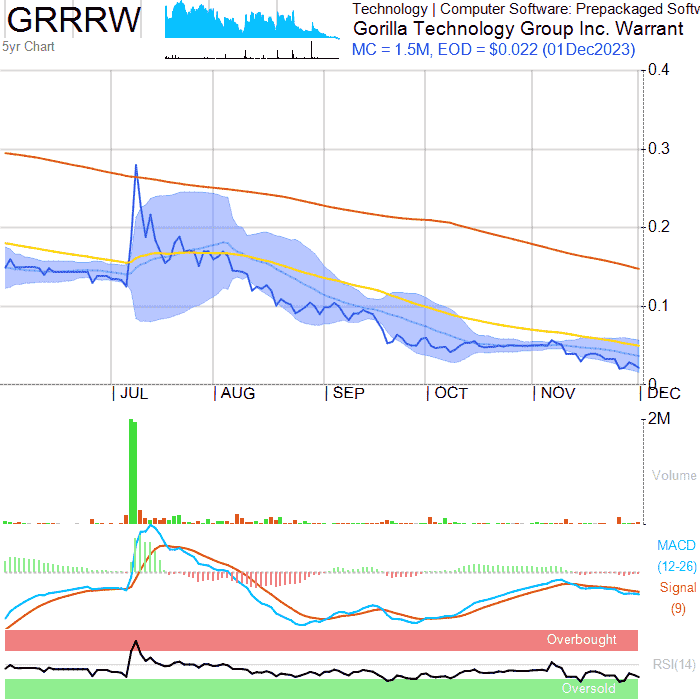 GRRRW
5yr Chart
Technology | Computer Software: Prepackaged Softw
Gorilla Technology Group Inc. Warrant
MC = 1.5M, EOD = $0.022 (01Dec2023)
0.4
0.3
0.2
0.1
0
JUL AUG SEP OCT NOV DEC
2M
Volume
MACD
(12-26)
Signal
(9)
Overbought
RSI(14)
Oversold